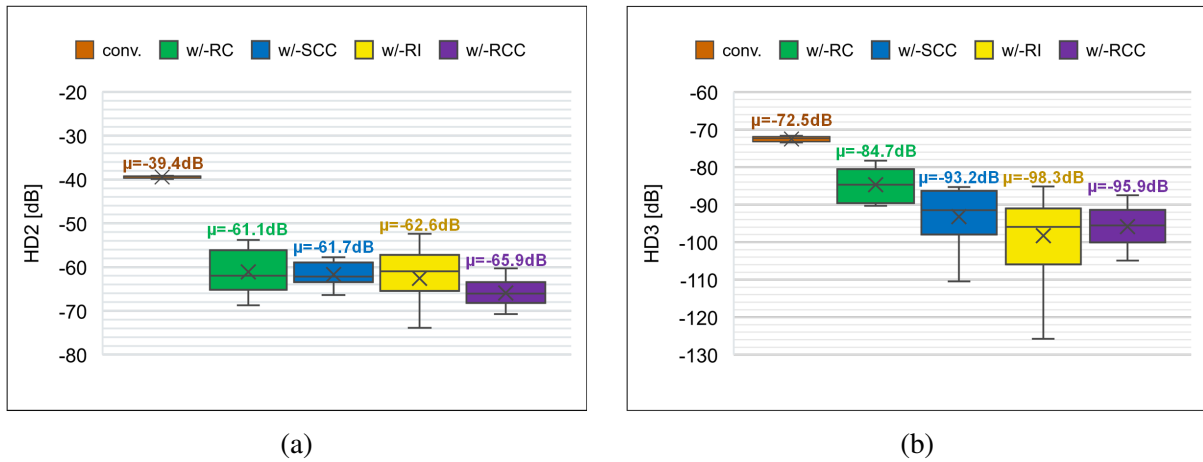 conv. w/-RC w/-SCC w/-RI w/-RCC
HD2 [dB]
-20
-30
-40
-50
-60
-70
-80
μ=-39.4dB
μ=-61.1dB
μ=-61.7dB
μ=-62.6dB
μ=-65.9dB
(a)
conv. w/-RC w/-SCC w/-RI w/-RCC
HD3 [dB]
-60
-70
-80
-90
-100
-110
-120
-130
μ=-72.5dB
μ=-84.7dB
μ=-93.2dB
μ=-98.3dB
μ=-95.9dB
(b)